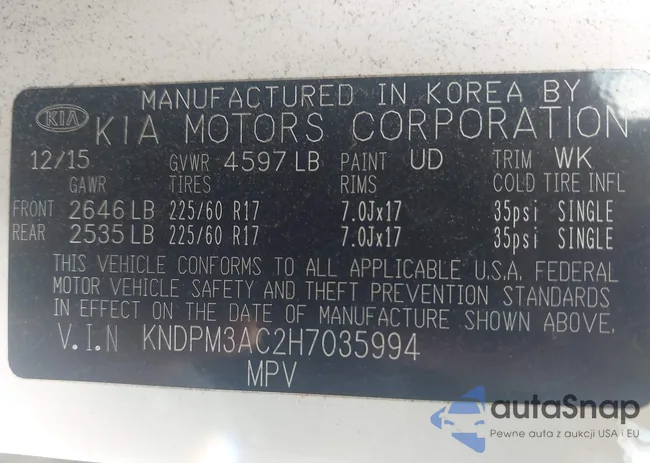 MANUFACTURED IN KOREA BY
KIA KIA MOTORS CORPORATION
12/15 GVWR 4597 LB PAINT UD TRIM WK
GAWR TIRES RIMS COLD TIRE INFL
FRONT 2646 LB 225/60 R17 7.0Jx17 35psi SINGLE
REAR 2535 LB 225/60 R17 7.0Jx17 35psi SINGLE
THIS VEHICLE CONFORMS TO ALL APPLICABLE U.S.A. FEDERAL
MOTOR VEHICLE SAFETY AND THEFT PREVENTION STANDARDS
IN EFFECT ON THE DATE OF MANUFACTURE SHOWN ABOVE.
V.I.N KNDPM3AC2H7035994
MPV
autaSnap
Pewne auta z aukcji USA i EU